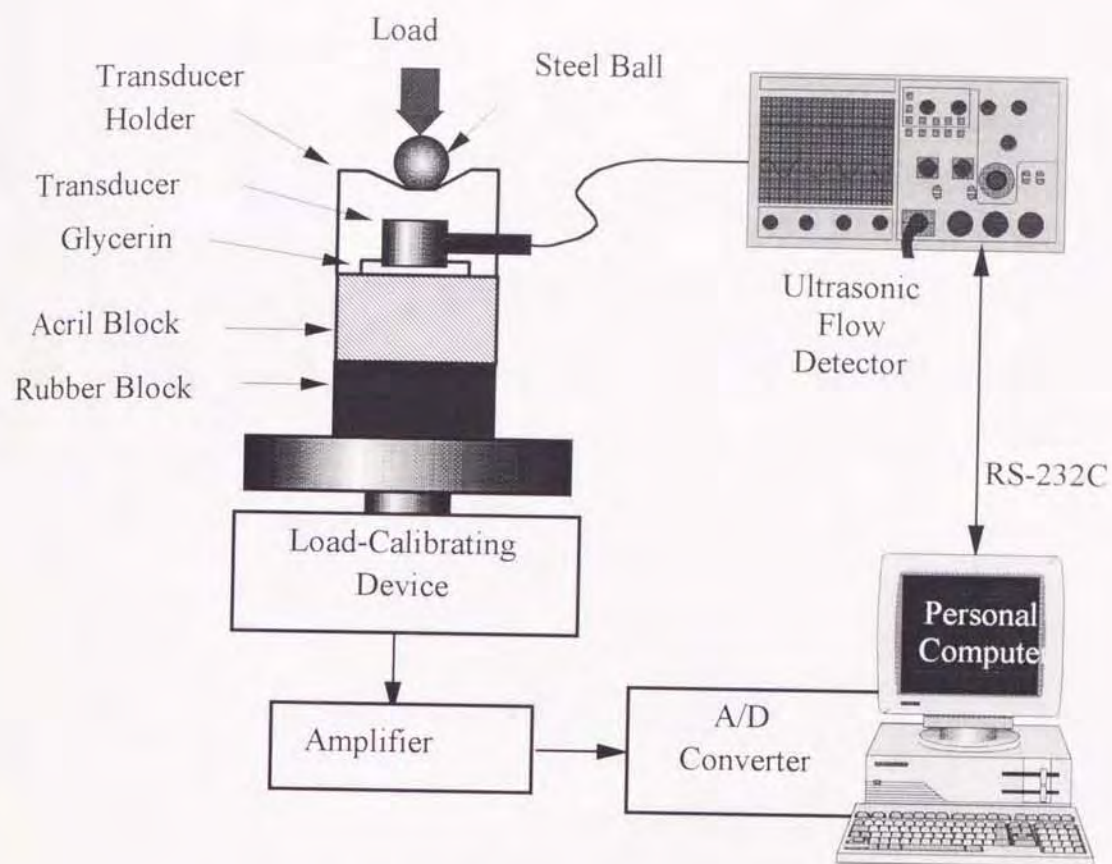 Load
Steel Ball
Transducer
Holder
Transducer
Glycerin
Acril Block
Rubber Block
Ultrasonic
Flow
Detector
RS-232C
Load-Calibrating
Device
Personal
Compute
Amplifier
A/D
Converter